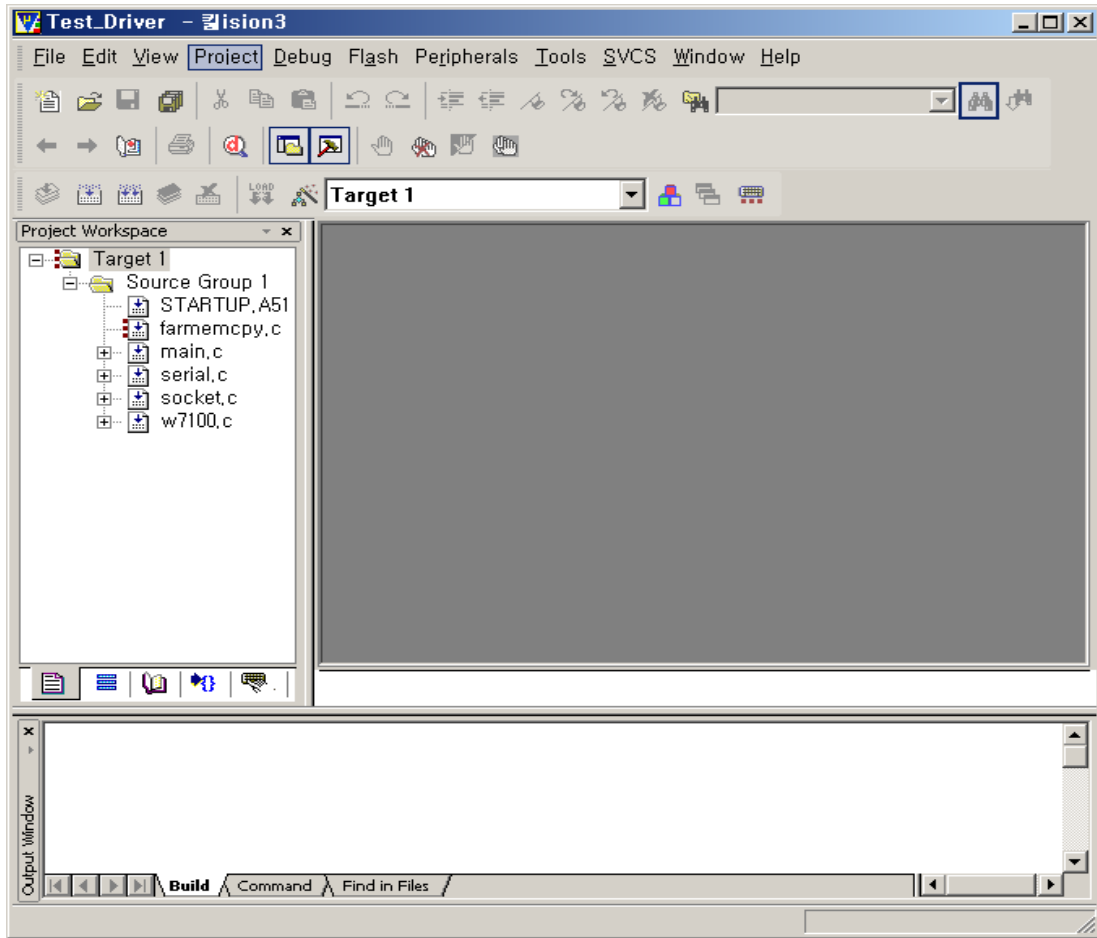 Test_Driver - 킮ision3
File Edit View Project Debug Flash Peripherals Tools SVCS Window Help
LOAD
Target 1
Project Workspace
Target 1
Source Group 1
STARTUP,A51
farmemcpy,c
main,c
serial,c
socket,c
w7100,c
Output Window
Build Command Find in Files